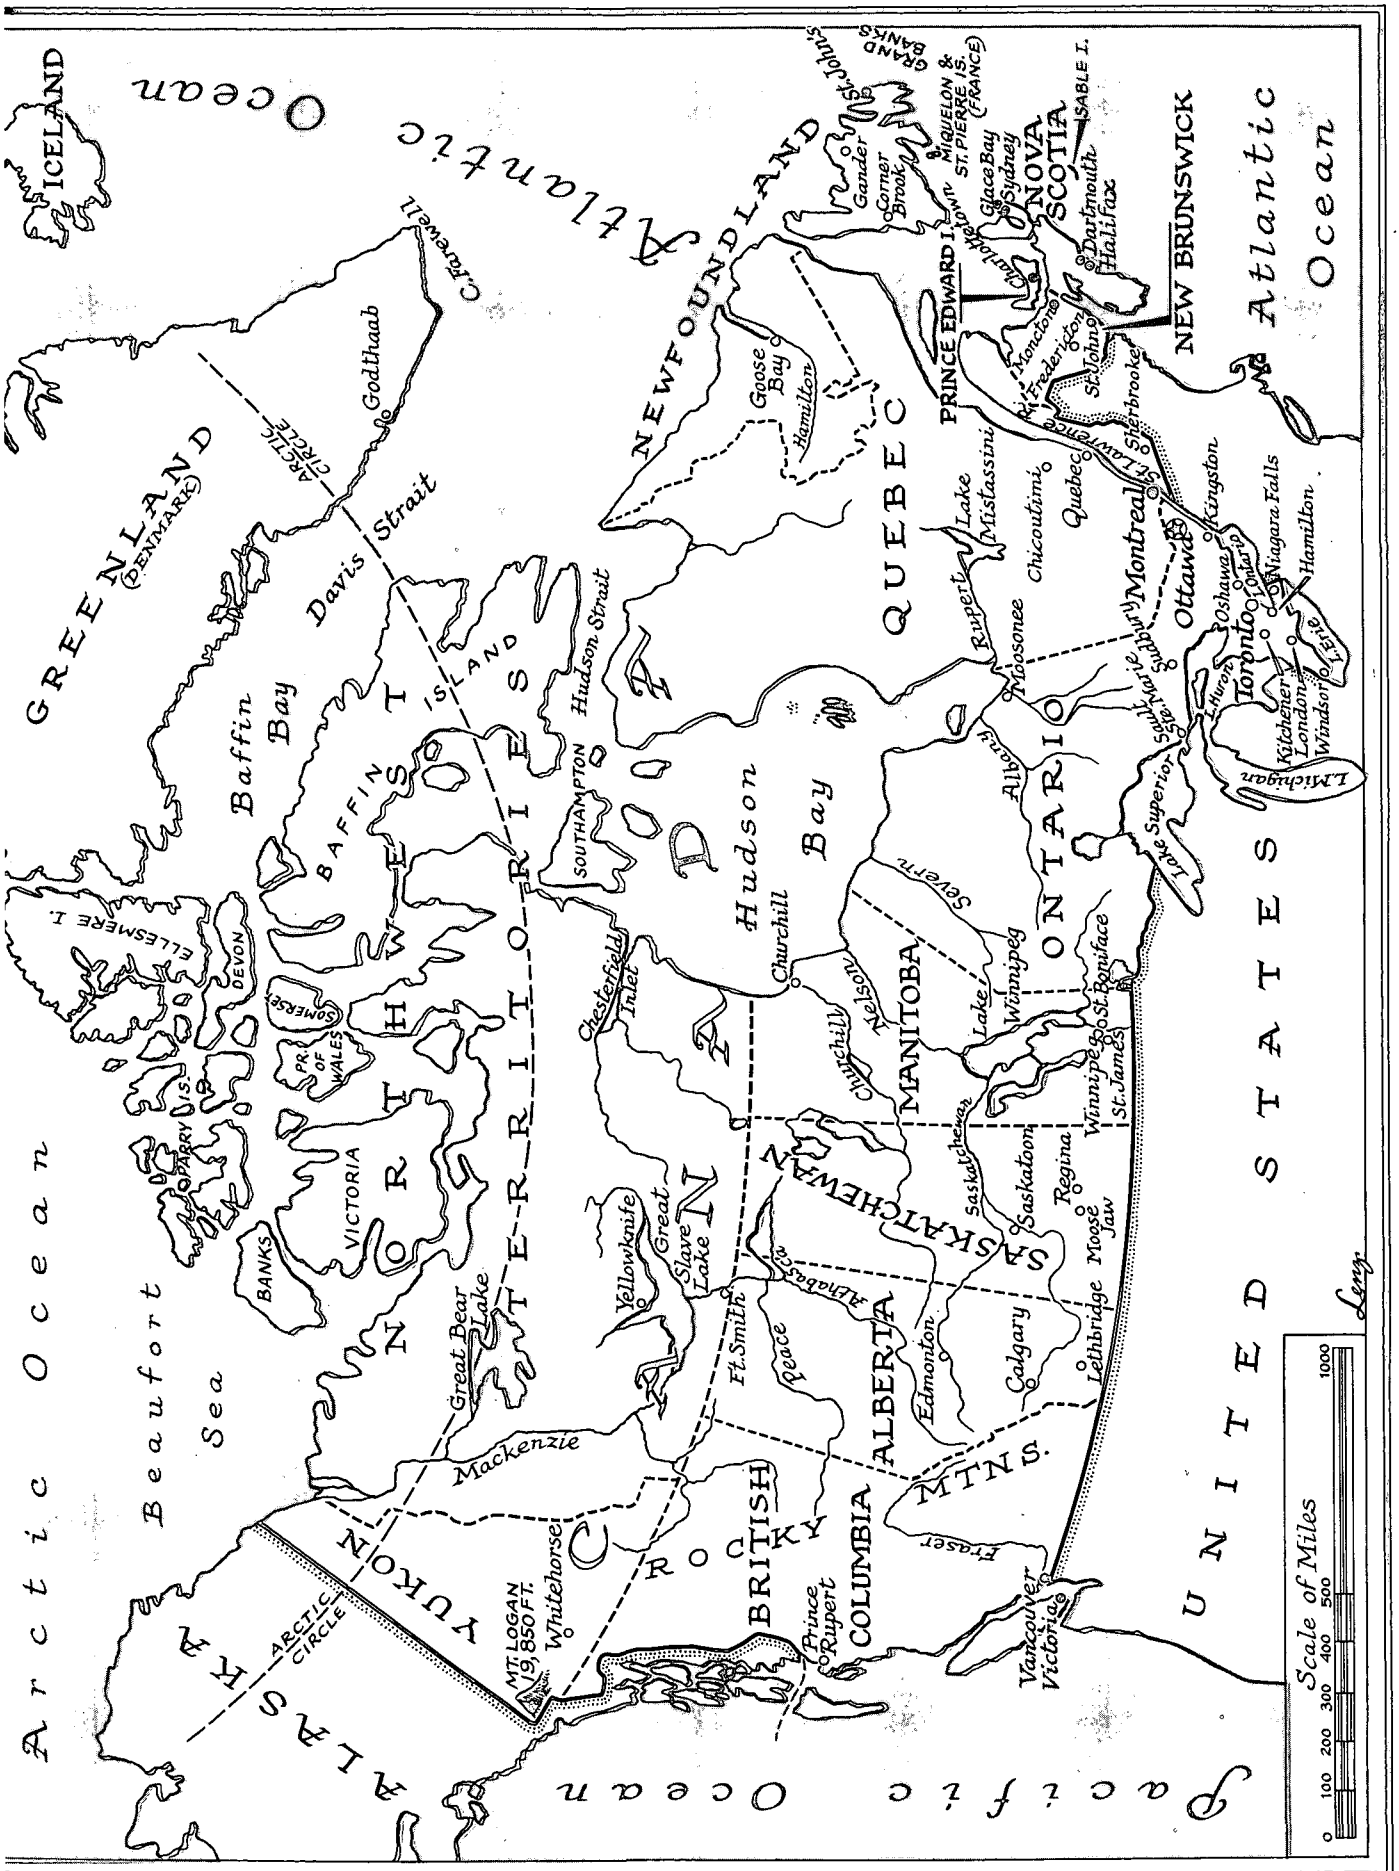 Arctic Ocean
Beaufort
Sea
ALASKA
ARCTIC
CIRCLE
YUKON
MT. LOGAN
19,850 FT.
Whitehorse
Mackenzie
Great Bear
Lake
BANKS
VICTORIA
PARRY IS.
PR.
OF
WALES
SOMERSET
DEVON
ELLESMERE I.
NORTHWEST
TERRITORIES
BAFFIN
ISLAND
Baffin
Bay
GREENLAND
(DENMARK)
Davis Strait
ARCTIC
CIRCLE
Godthaab
C. Farewell
ICELAND
Atlantic Ocean
Yellowknife
Great
Slave
Lake
Ft. Smith
Chesterfield
Inlet
SOUTHAMPTON
Hudson Strait
CANADA
ROCKY
MTNS.
BRITISH
COLUMBIA
Prince
Rupert
Fraser
Vancouver
Victoria
Peace
Athabasca
ALBERTA
Edmonton
Calgary
Lethbridge
SASKATCHEWAN
Saskatchewan
Saskatoon
Regina
Moose
Jaw
MANITOBA
Churchill
Churchill
Nelson
Lake
Winnipeg
Winnipeg
St. Boniface
St. James
Hudson
Bay
Severn
ONTARIO
Albany
Moosonee
Rupert
Lake
Mistassini
QUEBEC
Chicoutimi
Quebec
St. Lawrence
R.
Sherbrooke
Montreal
Ottawa
Kingston
Sudbury
Sault
Ste. Marie
Lake Superior
L. Michigan
L. Huron
Toronto
Oshawa
L. Ontario
Niagara Falls
Hamilton
Kitchener
London
Windsor
L. Erie
NEWFOUNDLAND
Goose
Bay
Hamilton
Gander
Corner
Brook
St. John's
GRAND
BANKS
MIQUELON &
ST. PIERRE IS.
(FRANCE)
PRINCE EDWARD I.
Charlottetown
Glace Bay
Sydney
NOVA
SCOTIA
SABLE I.
Dartmouth
Halifax
Moncton
Fredericton
St. John
NEW BRUNSWICK
Atlantic
Ocean
Pacific Ocean
UNITED STATES
Scale of Miles
0 100 200 300 400 500 1000